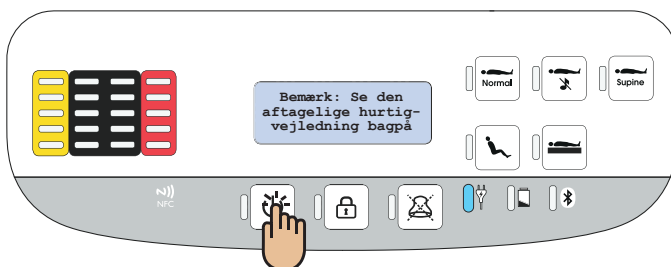 Bemærk: Se den
aftagelige hurtig-
vejledning bagpå
Normal
Supine
NFC